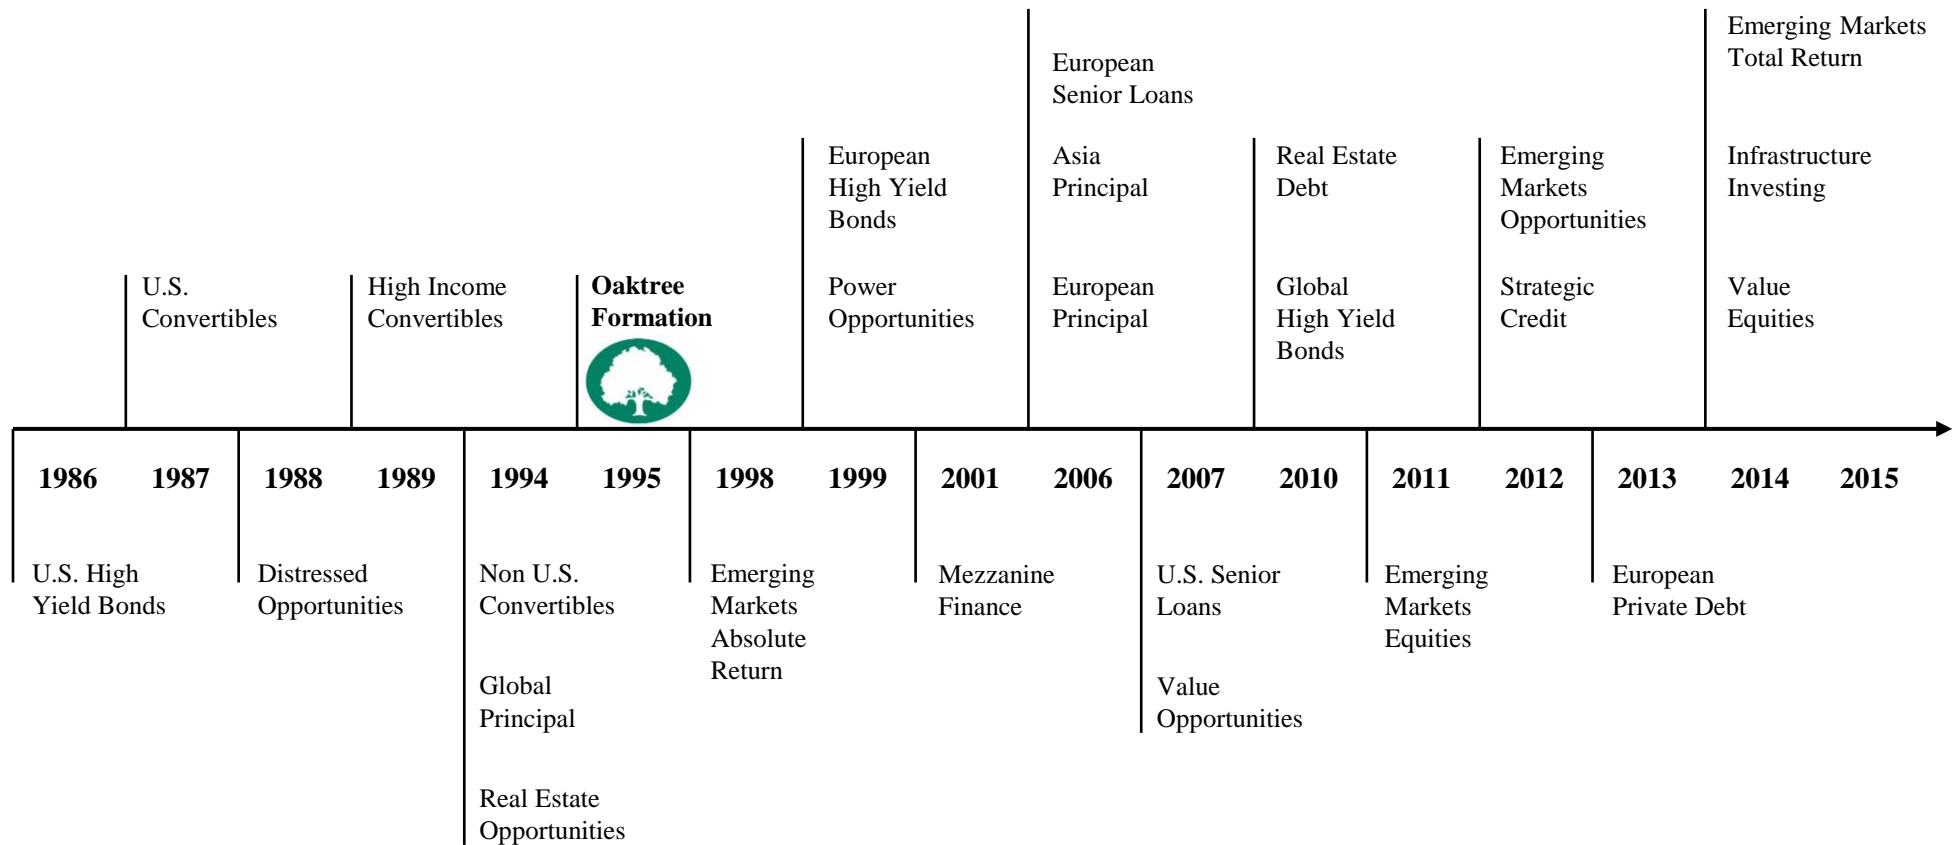 Emerging Markets
Total Return
European
Senior Loans
European
High Yield
Bonds
Asia
Principal
Real Estate
Debt
Emerging
Markets
Opportunities
Infrastructure
Investing
U.S.
Convertibles
High Income
Convertibles
Oaktree
Formation
Power
Opportunities
European
Principal
Global
High Yield
Bonds
Strategic
Credit
Value
Equities
1986 1987 1988 1989 1994 1995 1998 1999 2001 2006 2007 2010 2011 2012 2013 2014 2015
U.S. High
Yield Bonds
Distressed
Opportunities
Non U.S.
Convertibles
Emerging
Markets
Absolute
Return
Mezzanine
Finance
U.S. Senior
Loans
Emerging
Markets
Equities
European
Private Debt
Global
Principal
Value
Opportunities
Real Estate
Opportunities